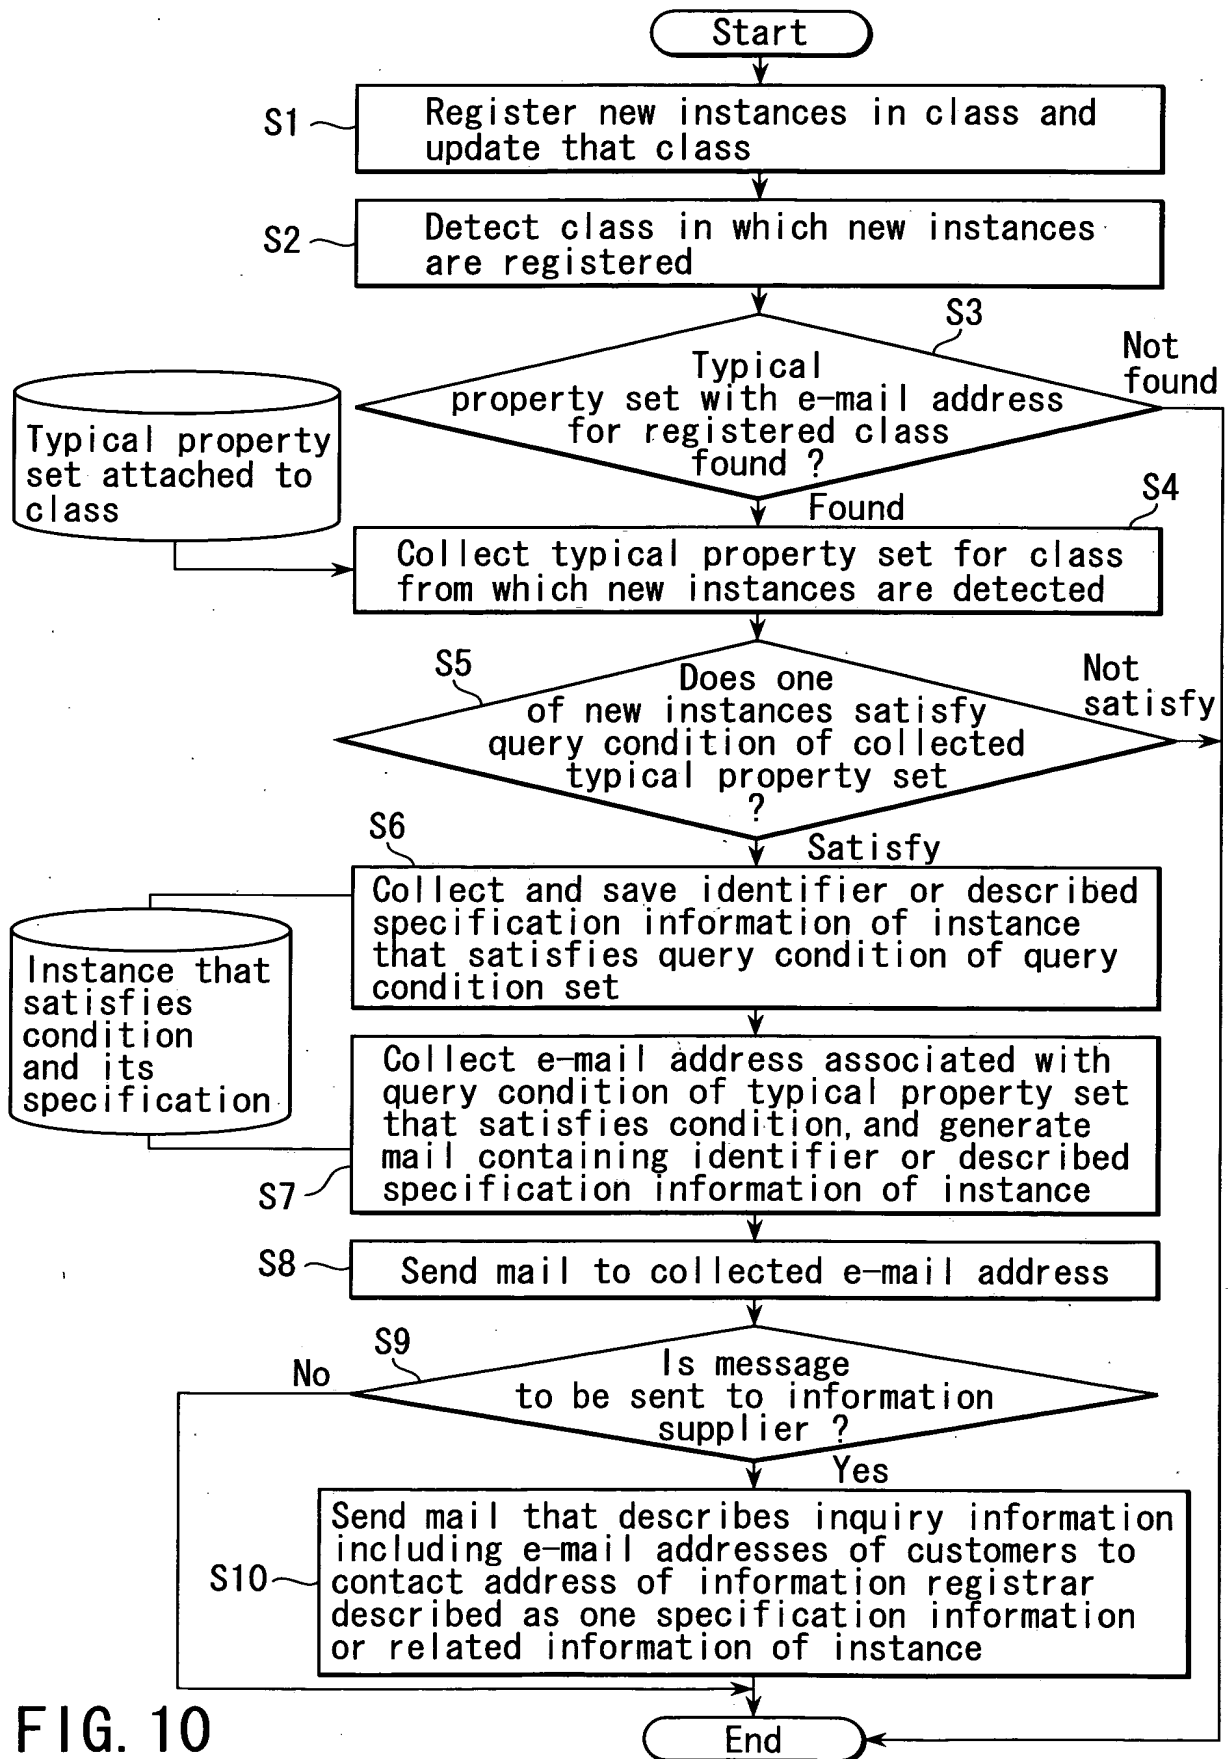 Start
S1
Register new instances in class and
update that class
S2
Detect class in which new instances
are registered
S3
Typical
property set with e-mail address
for registered class
found ?
Not
found
Typical property
set attached to
class
Found
S4
Collect typical property set for class
from which new instances are detected
S5
Does one
of new instances satisfy
query condition of collected
typical property set
?
Not
satisfy
Satisfy
S6
Collect and save identifier or described
specification information of instance
that satisfies query condition of query
condition set
Instance that
satisfies
condition
and its
specification
Collect e-mail address associated with
query condition of typical property set
that satisfies condition, and generate
mail containing identifier or described
specification information of instance
S7
S8
Send mail to collected e-mail address
S9
No
Is message
to be sent to information
supplier ?
Yes
S10
Send mail that describes inquiry information
including e-mail addresses of customers to
contact address of information registrar
described as one specification information
or related information of instance
End
FIG. 10